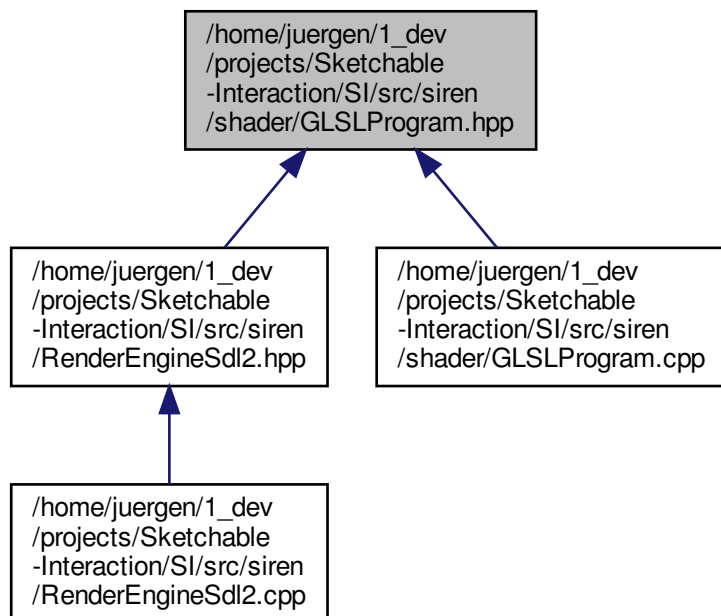 /home/juergen/1_dev
/projects/Sketchable
-Interaction/SI/src/siren
/shader/GLSLProgram.hpp
/home/juergen/1_dev
/projects/Sketchable
-Interaction/SI/src/siren
/RenderEngineSdl2.hpp
/home/juergen/1_dev
/projects/Sketchable
-Interaction/SI/src/siren
/shader/GLSLProgram.cpp
/home/juergen/1_dev
/projects/Sketchable
-Interaction/SI/src/siren
/RenderEngineSdl2.cpp